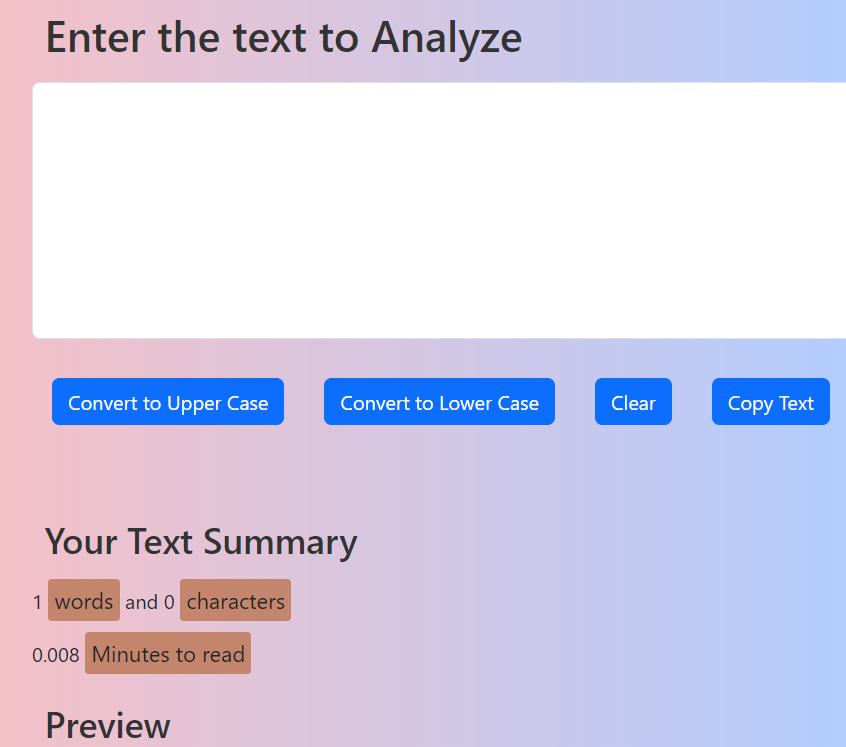 Enter the text to Analyze
Convert to Upper Case Convert to Lower Case Clear Copy Text
Your Text Summary
1 words and 0 characters
0.008 Minutes to read
Preview